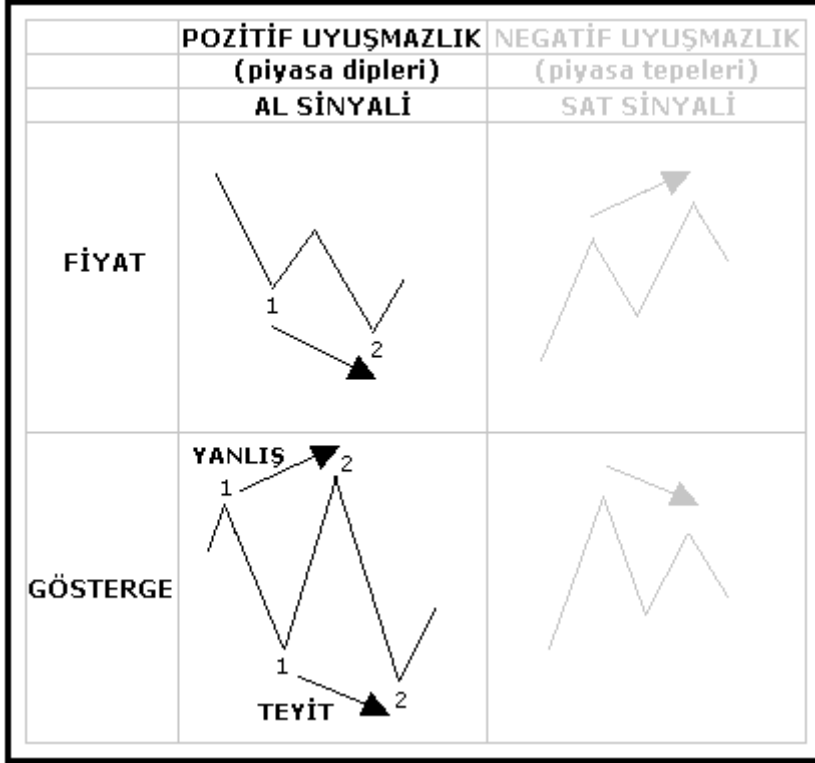 POZİTİF UYUŞMAZLIK
NEGATİF UYUŞMAZLIK
(piyasa dipleri)
(piyasa tepeleri)
AL SİNYALİ
SAT SİNYALİ
FİYAT
1
2
YANLIŞ
1
2
GÖSTERGE
1
2
TEYİT